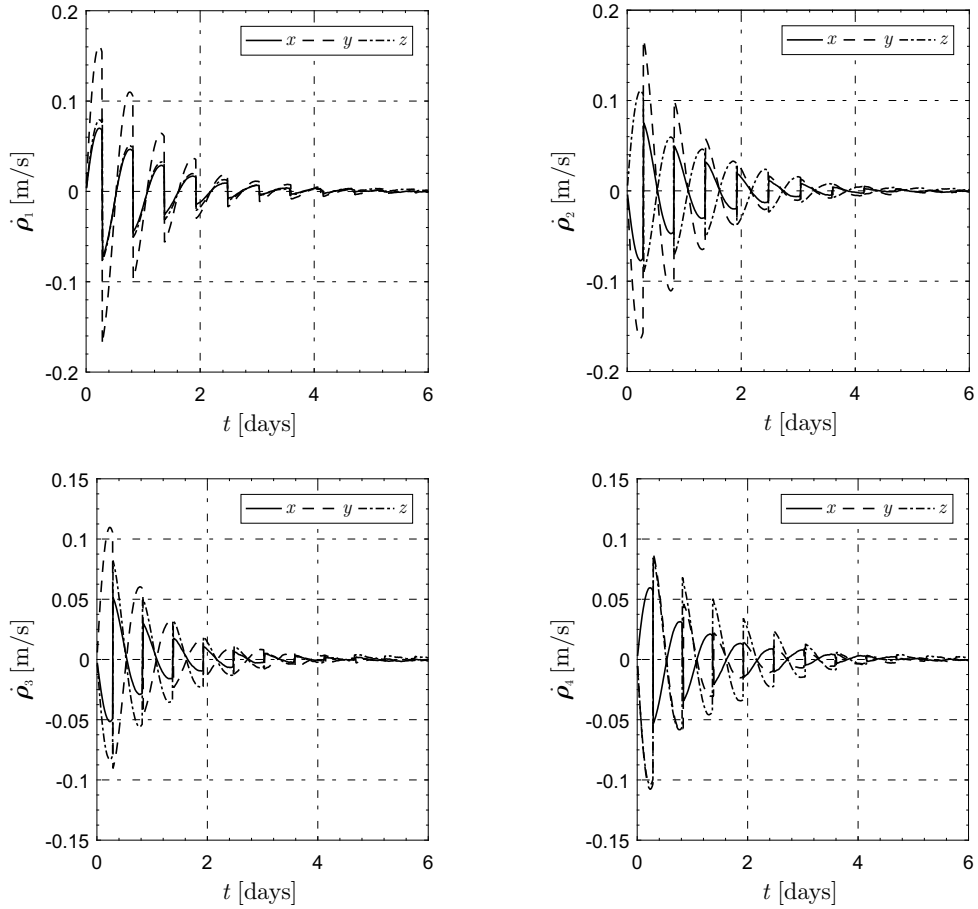 0.2
0.1
0
-0.1
-0.2
ρ̇₁ [m/s]
x y z
0 2 4 6
t [days]
0.2
0.1
0
-0.1
-0.2
ρ̇₂ [m/s]
x y z
0 2 4 6
t [days]
0.15
0.1
0.05
0
-0.05
-0.1
-0.15
ρ̇₃ [m/s]
x y z
0 2 4 6
t [days]
0.15
0.1
0.05
0
-0.05
-0.1
-0.15
ρ̇₄ [m/s]
x y z
0 2 4 6
t [days]